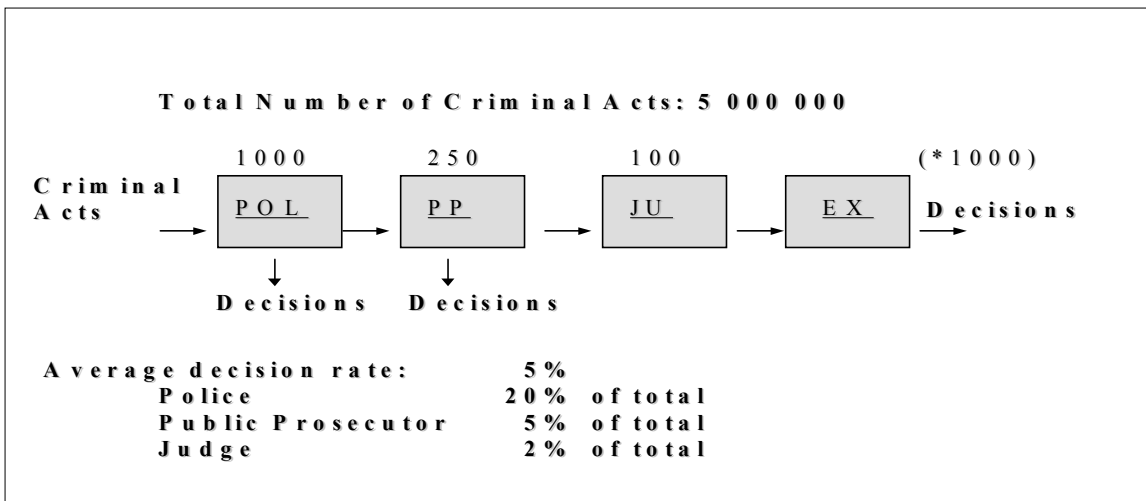 Total Number of Criminal Acts: 5 000 000
1000 250 100 (*1000)
Criminal
Acts
POL PP JU EX Decisions
Decisions Decisions
Average decision rate: 5%
Police 20% of total
Public Prosecutor 5% of total
Judge 2% of total